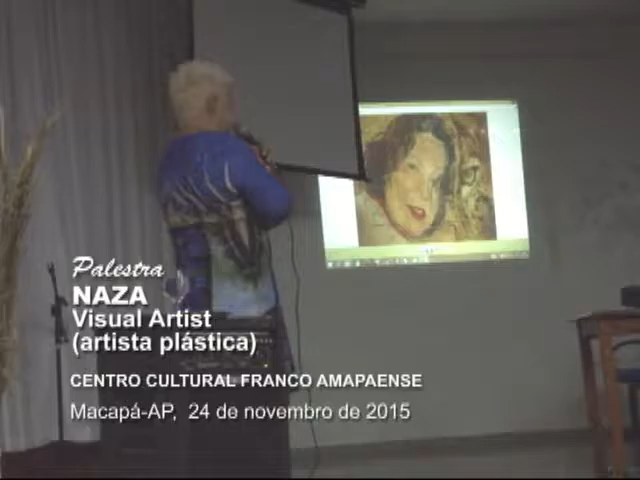 Palestra
NAZA
Visual Artist
(artista plástica)
CENTRO CULTURAL FRANCO AMAPAENSE
Macapá-AP, 24 de novembro de 2015